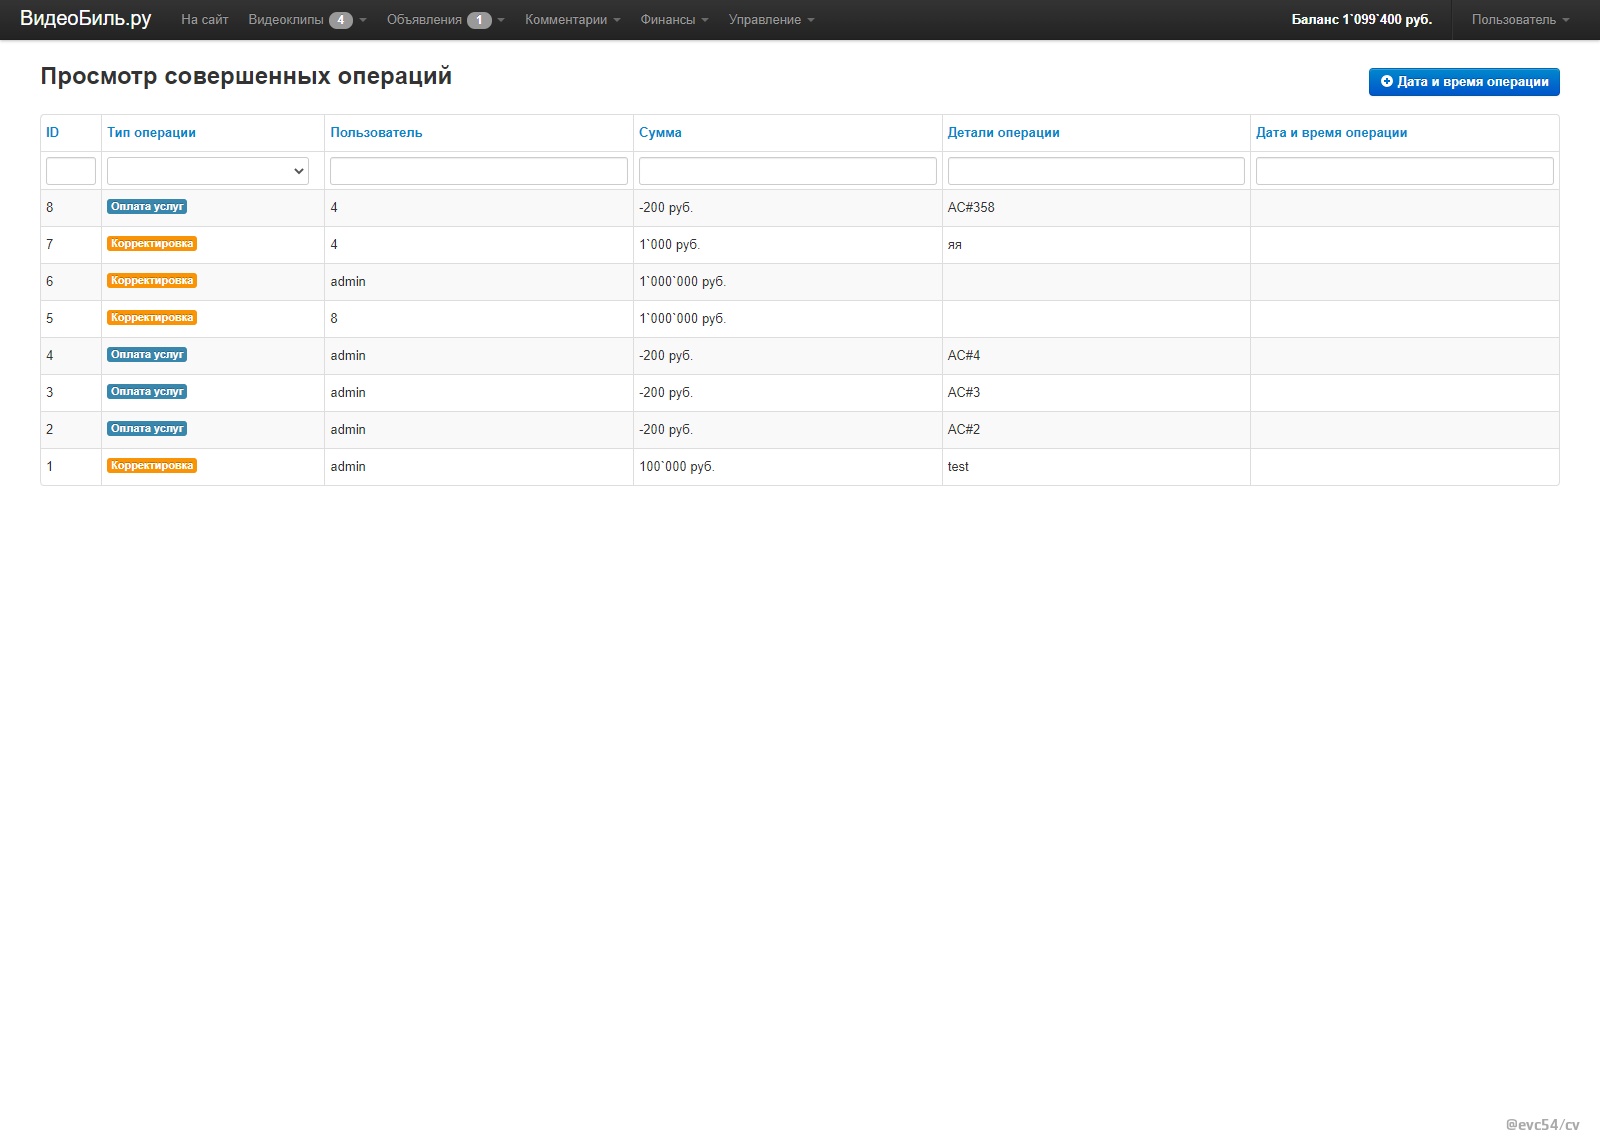 ВидеоБиль.ру На сайт Видеоклипы 4 Объявления 1 Комментарии Финансы Управление Баланс 1`099`400 руб. Пользователь
Просмотр совершенных операций
Дата и время операции
ID Тип операции Пользователь Сумма Детали операции Дата и время операции
8 Оплата услуг 4 -200 руб. AC#358
7 Корректировка 4 1`000 руб. яя
6 Корректировка admin 1`000`000 руб.
5 Корректировка 8 1`000`000 руб.
4 Оплата услуг admin -200 руб. AC#4
3 Оплата услуг admin -200 руб. AC#3
2 Оплата услуг admin -200 руб. AC#2
1 Корректировка admin 100`000 руб. test
@evc54/cv